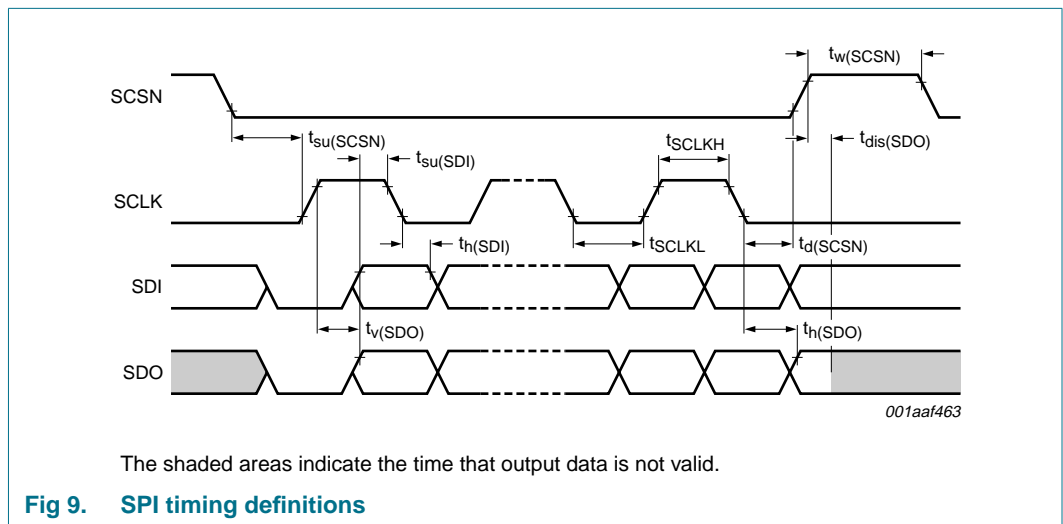 tw(SCSN)
SCSN
tsu(SCSN)
tsu(SDI)
tSCLKH
tdis(SDO)
SCLK
th(SDI)
tSCLKL
td(SCSN)
SDI
tv(SDO)
th(SDO)
SDO
001aaf463
The shaded areas indicate the time that output data is not valid.
Fig 9. SPI timing definitions